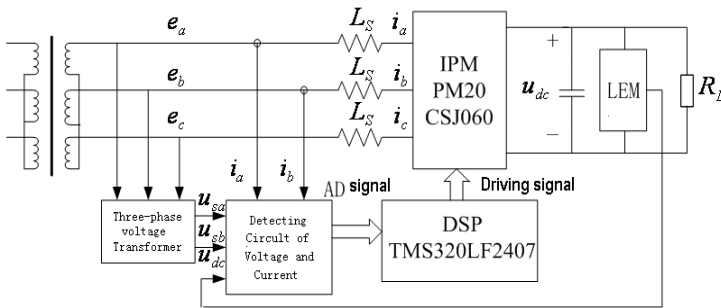 e_a L_S i_a
e_b L_S i_b
e_c L_S i_c
IPM
PM20
CSJ060
+
u_dc
−
LEM
R_L
i_a i_b
AD signal
Driving signal
Three-phase
voltage
Transformer
u_sa
u_sb
u_dc
Detecting
Circult of
Voltage and
Current
DSP
TMS320LF2407